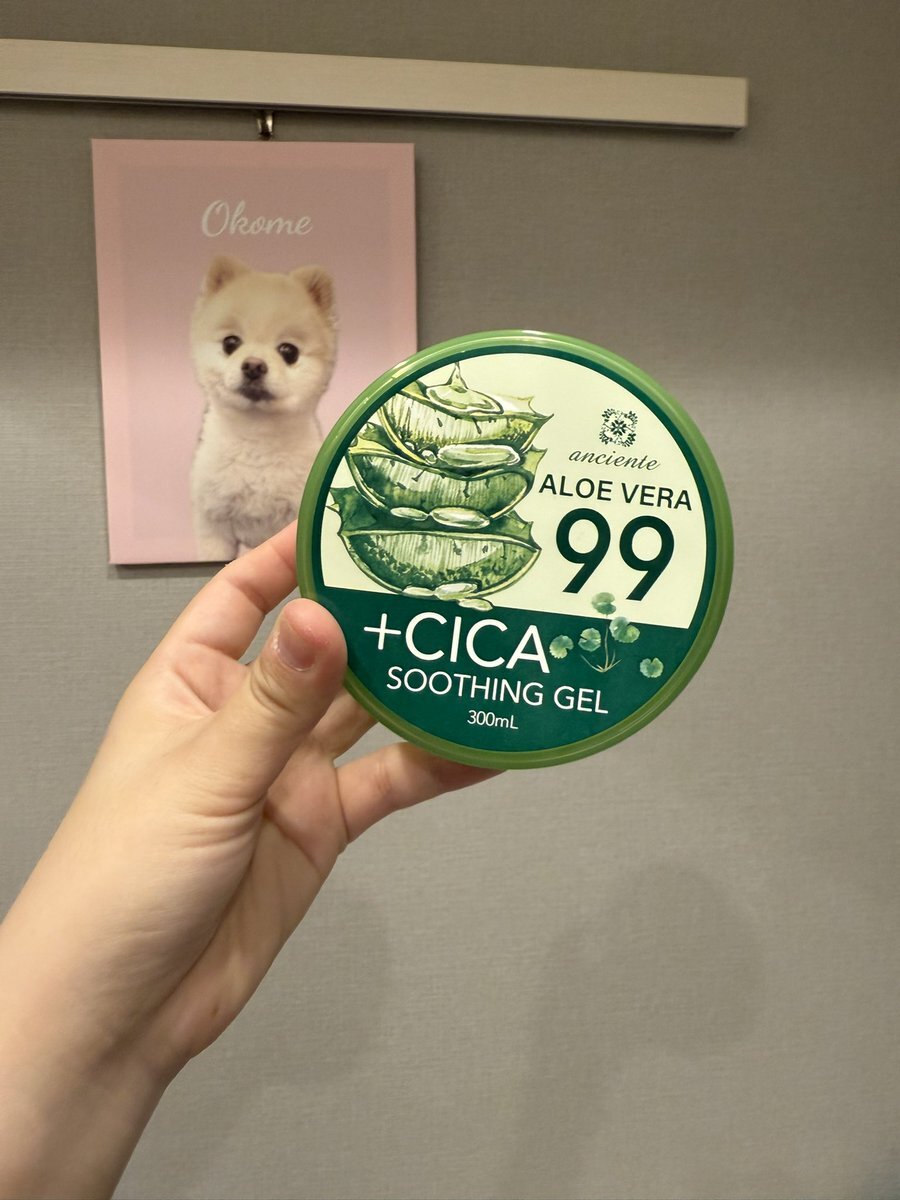 Okome
anciente
ALOE VERA
99
+CICA
SOOTHING GEL
300mL